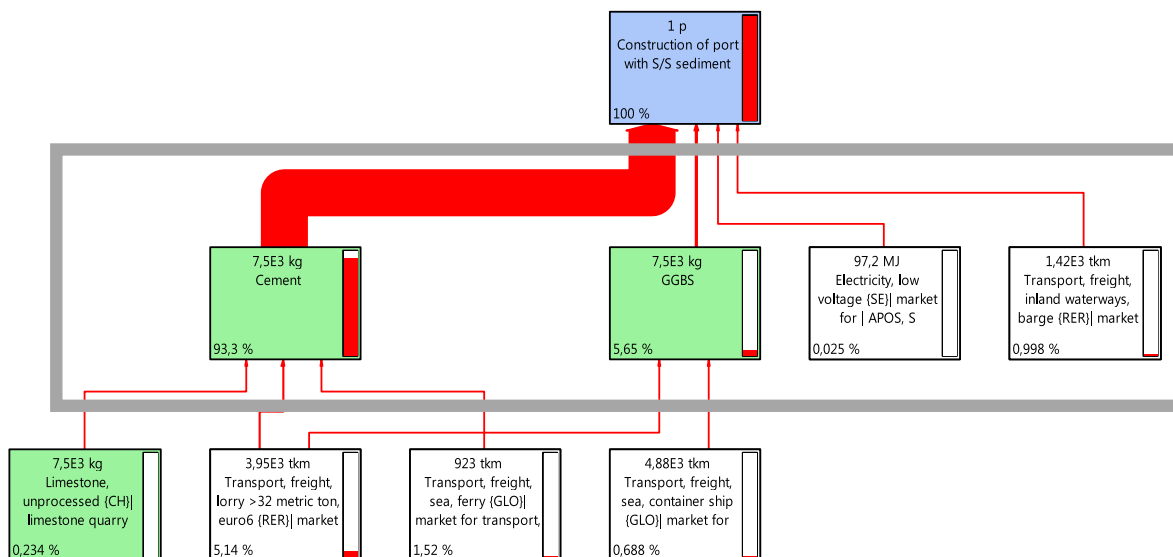 1 p
Construction of port
with S/S sediment
100 %
7,5E3 kg
Cement
93,3 %
7,5E3 kg
GGBS
5,65 %
97,2 MJ
Electricity, low
voltage {SE}| market
for | APOS, S
0,025 %
1,42E3 tkm
Transport, freight,
inland waterways,
barge {RER}| market
0,998 %
7,5E3 kg
Limestone,
unprocessed {CH}|
limestone quarry
0,234 %
3,95E3 tkm
Transport, freight,
lorry >32 metric ton,
euro6 {RER}| market
5,14 %
923 tkm
Transport, freight,
sea, ferry {GLO}|
market for transport,
1,52 %
4,88E3 tkm
Transport, freight,
sea, container ship
{GLO}| market for
0,688 %